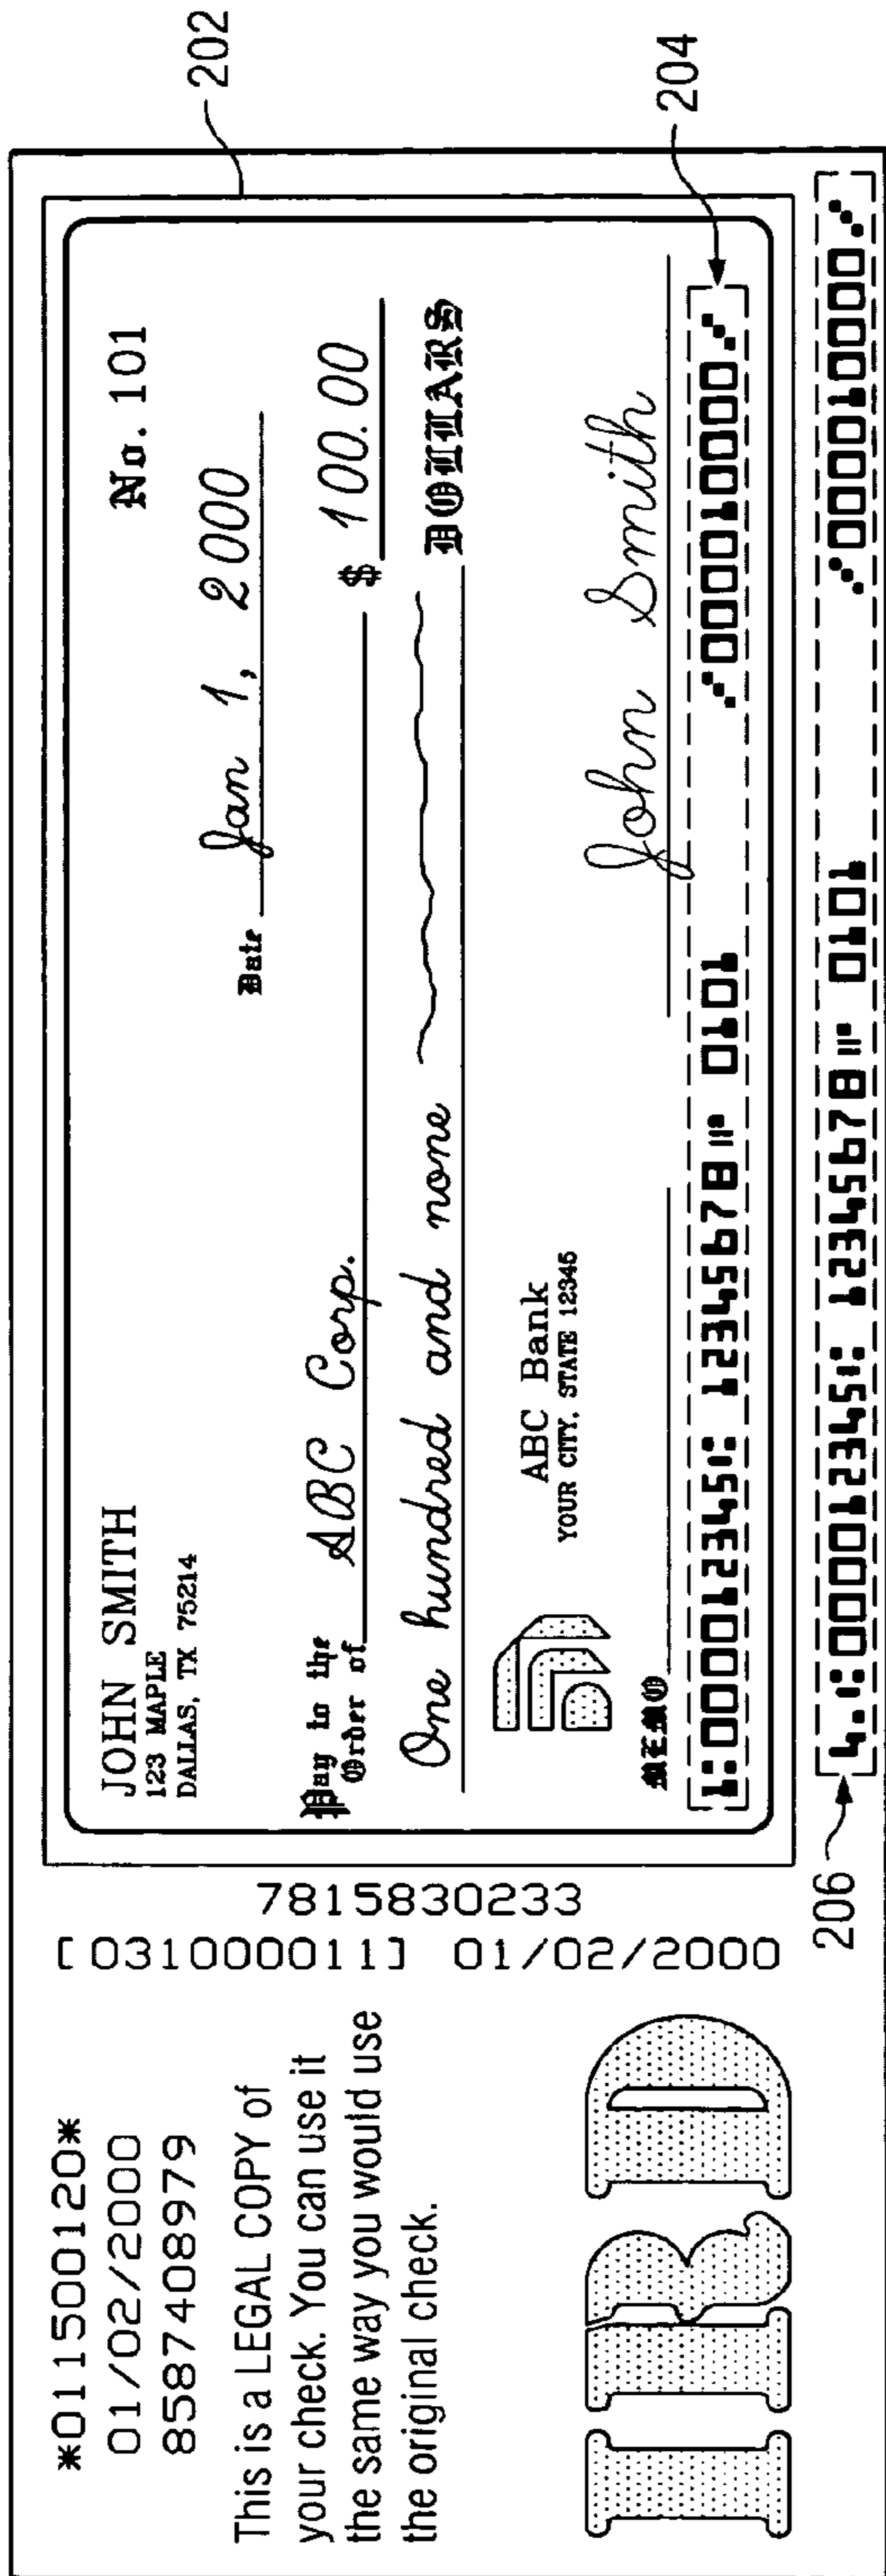 *011500120*
01/02/2000
8587408979
This is a LEGAL COPY of
your check. You can use it
the same way you would use
the original check.
IRD
7815830233
[031000011] 01/02/2000
JOHN SMITH
123 MAPLE
DALLAS, TX 75214
No. 101
Date Jan 1, 2000
Pay to the
Order of ABC Corp. $ 100.00
One hundred and none DOLLARS
ABC Bank
YOUR CITY, STATE 12345
MEMO John Smith
⑆000012345⑆ 12345678⑈ 0101 ⑇00001000⑇
4⑆000012345⑆ 12345678⑈ 0101 ⑇00001000⑇
202
204
206